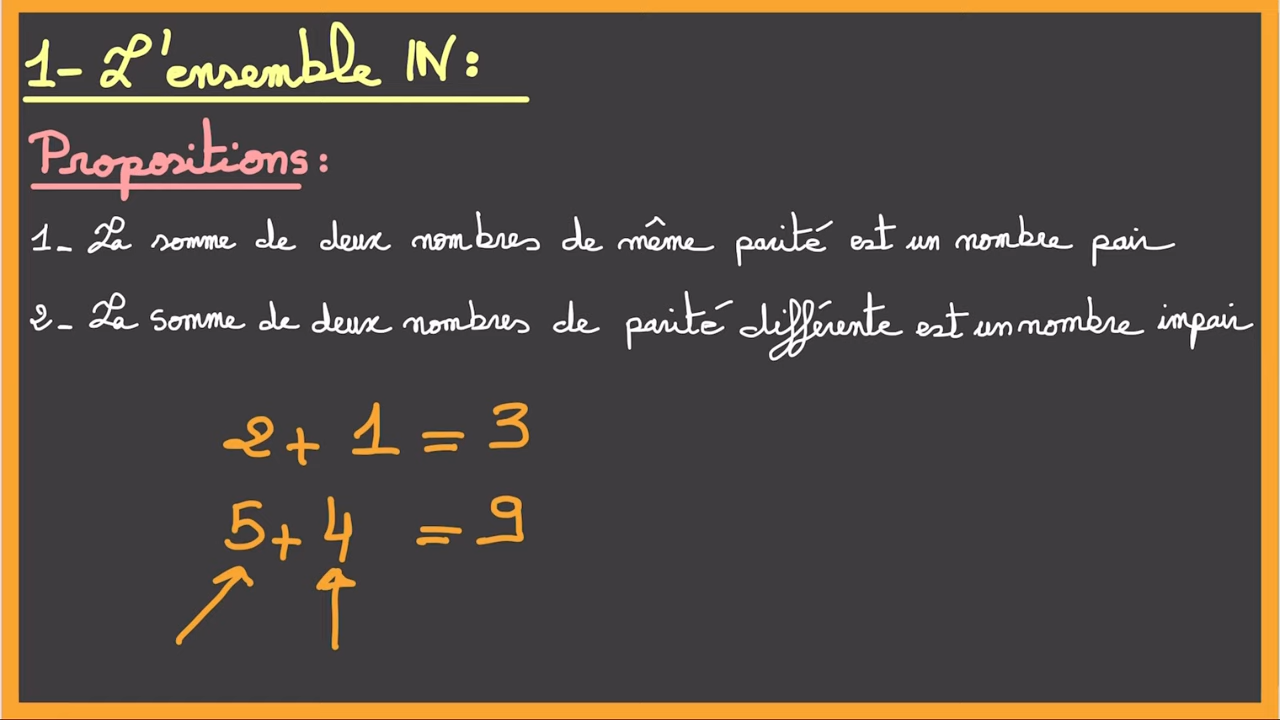 1- L'ensemble IN:
Propositions:
1- La somme de deux nombres de même parité est un nombre pair
2- La somme de deux nombres de parité différente est un nombre impair
2 + 1 = 3
5 + 4 = 9